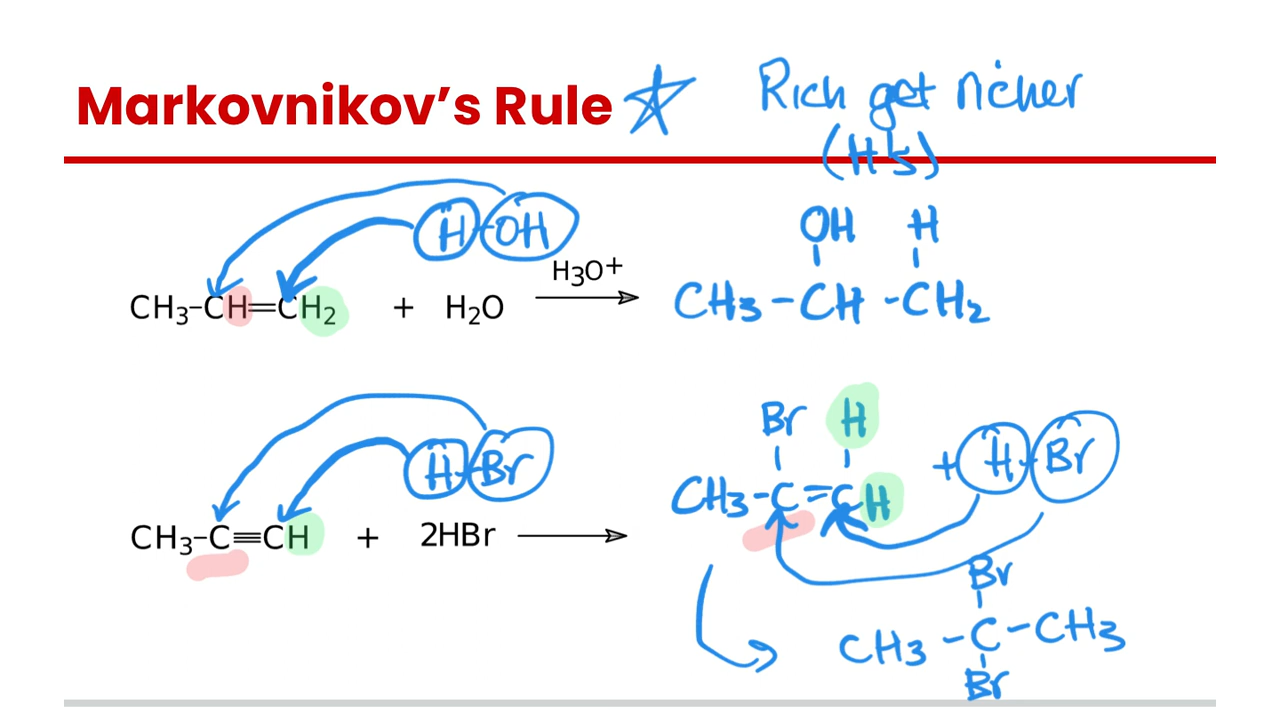 Markovnikov's Rule ☆ Rich get richer
(H's)
H-OH
OH H
H3O+
CH3-CH=CH2 + H2O CH3-CH-CH2
Br H
H-Br + H-Br
CH3-C=CH
CH3-C≡CH + 2HBr
Br
CH3-C-CH3
Br